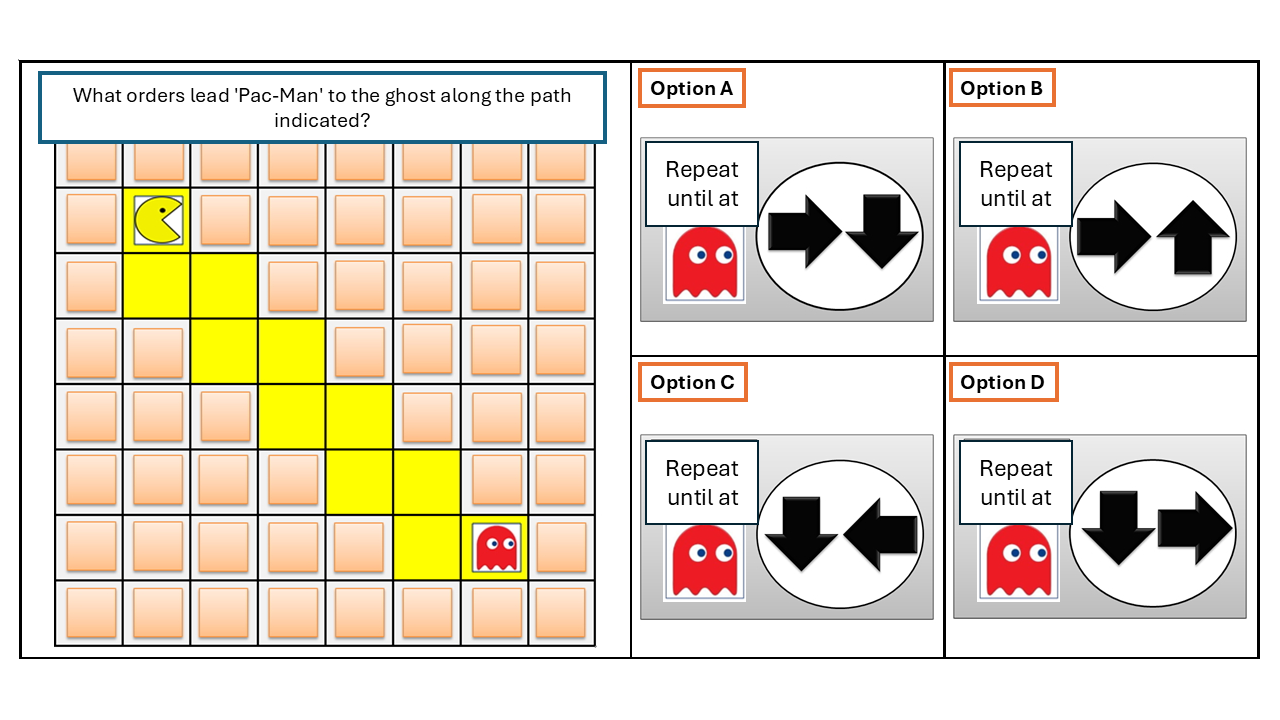 What orders lead 'Pac-Man' to the ghost along the path
indicated?
Option A
Repeat
until at
Option B
Repeat
until at
Option C
Repeat
until at
Option D
Repeat
until at